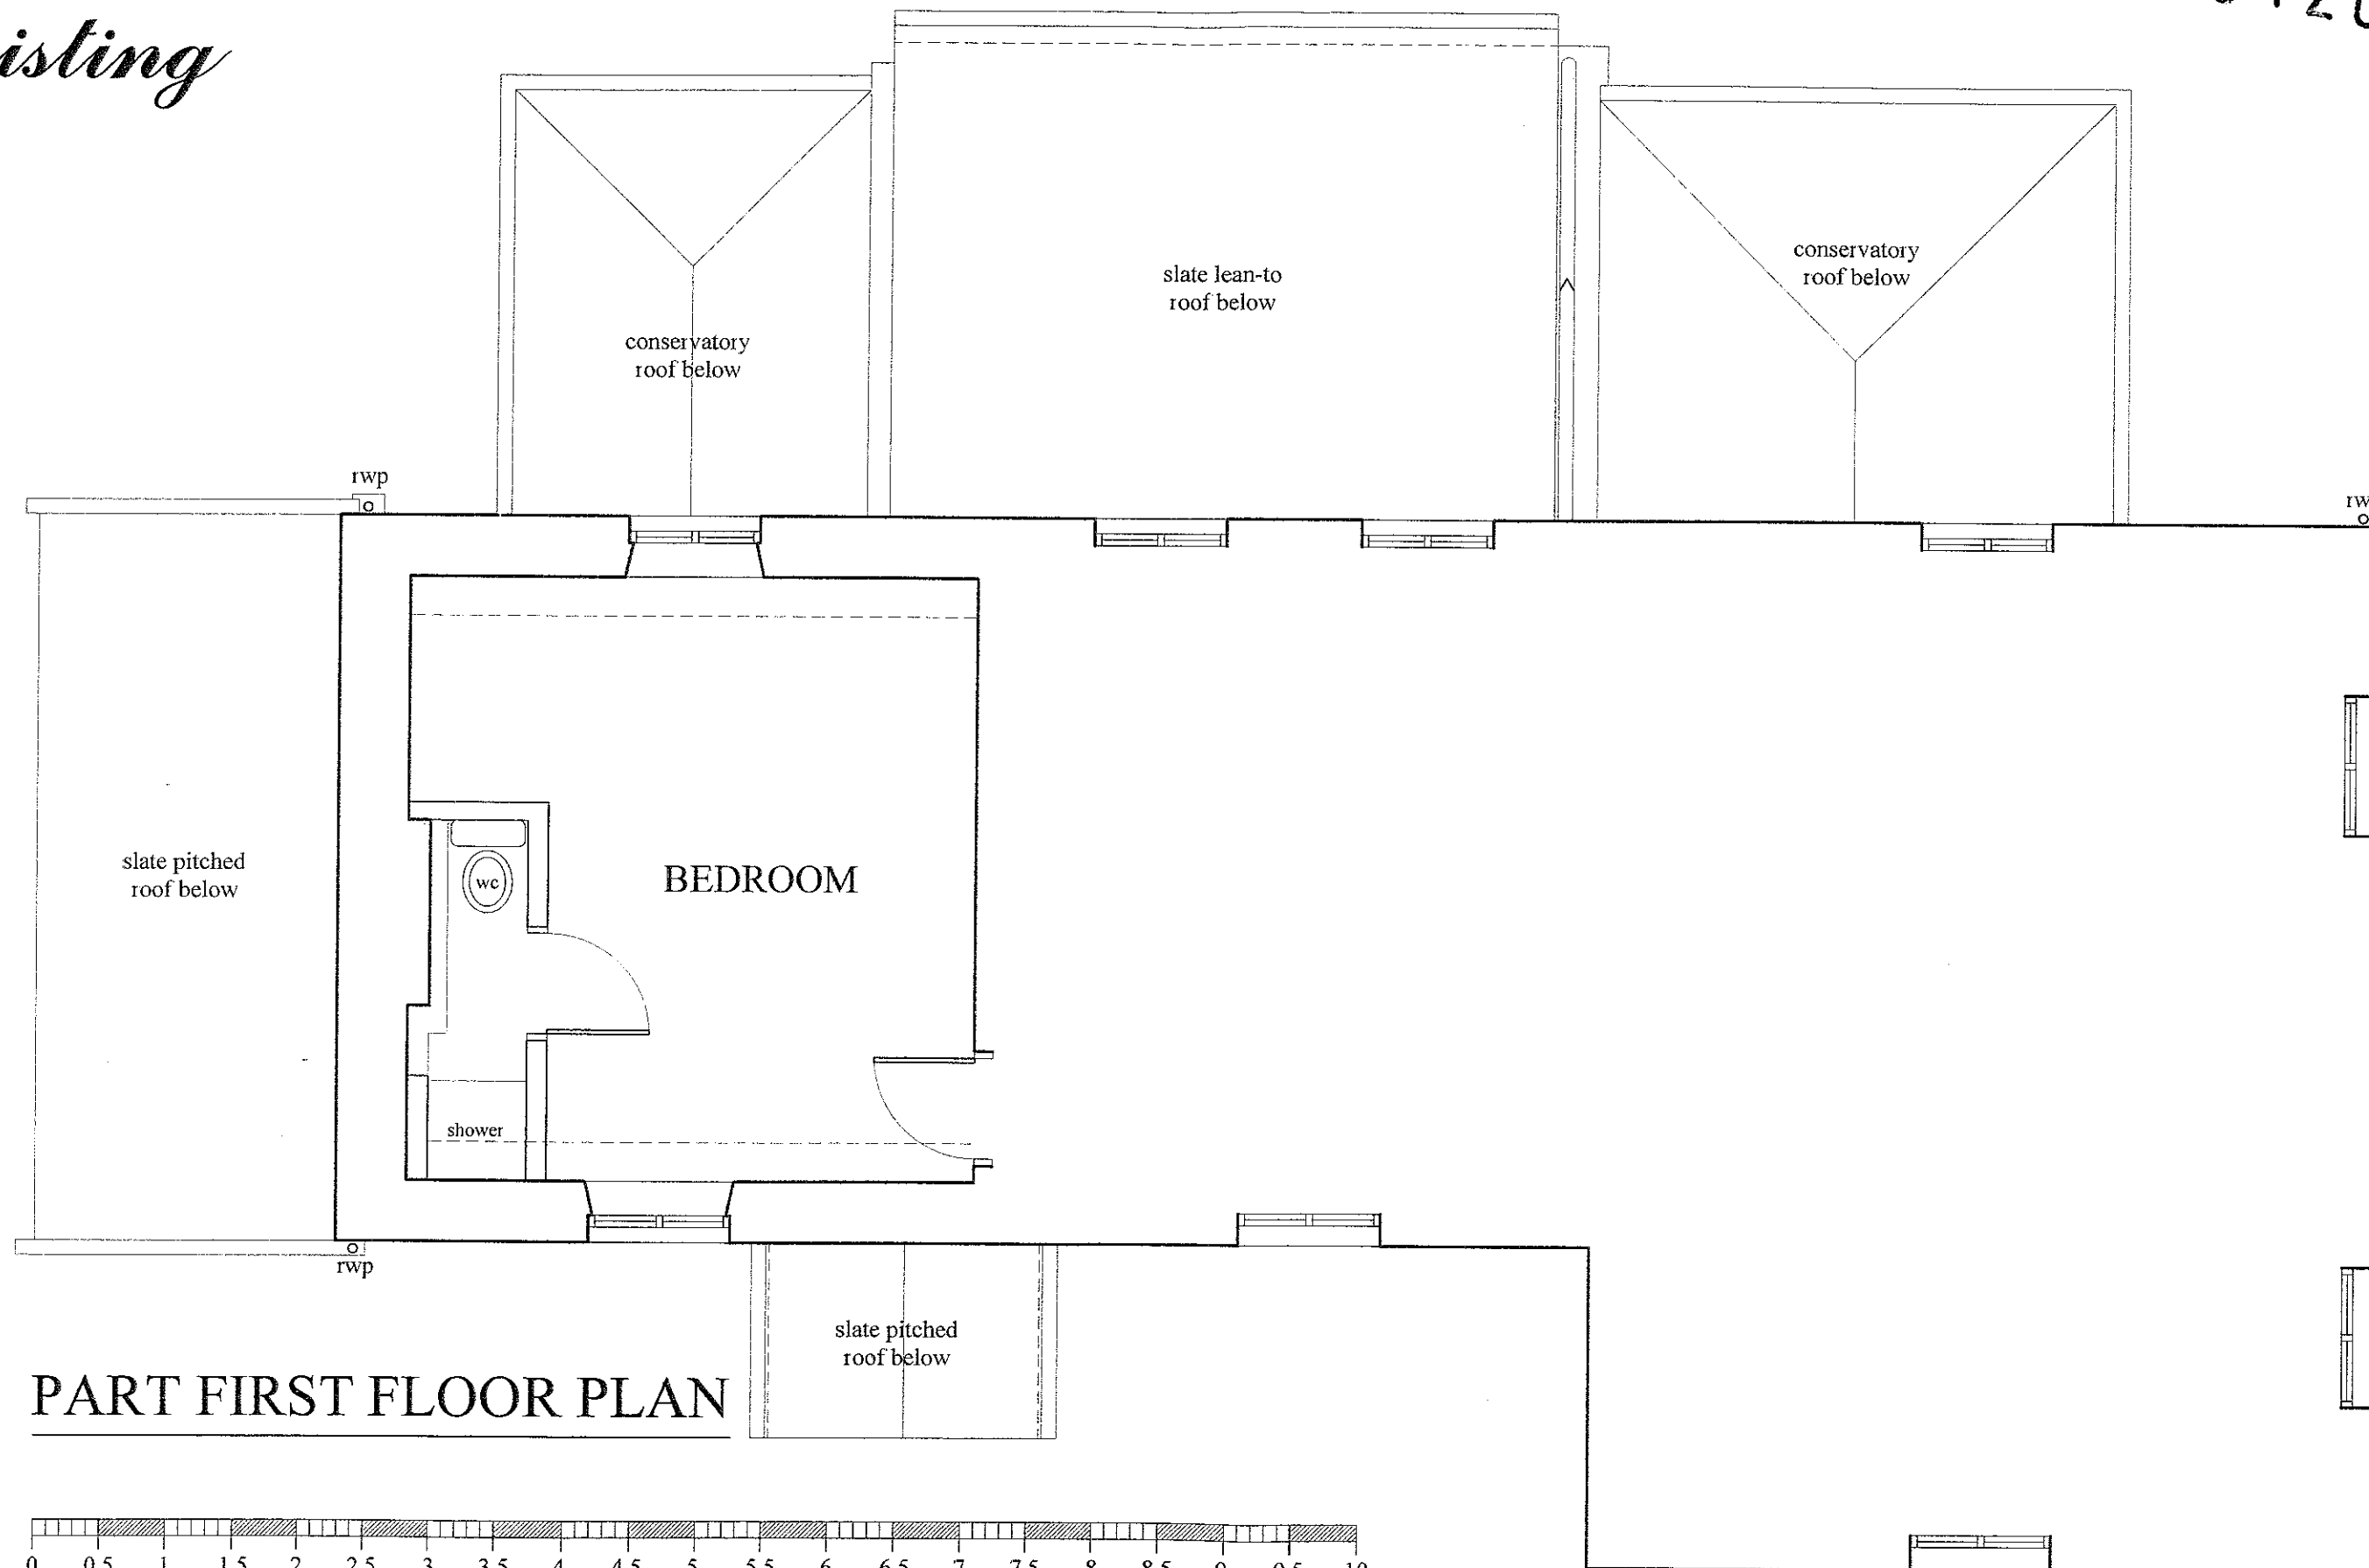 isting
conservatory
roof below
slate lean-to
roof below
conservatory
roof below
rwp
slate pitched
roof below
wc
BEDROOM
shower
rwp
slate pitched
roof below
PART FIRST FLOOR PLAN
0 0.5 1 1.5 2 2.5 3 3.5 4 4.5 5 5.5 6 6.5 7 7.5 8 8.5 9 9.5 10